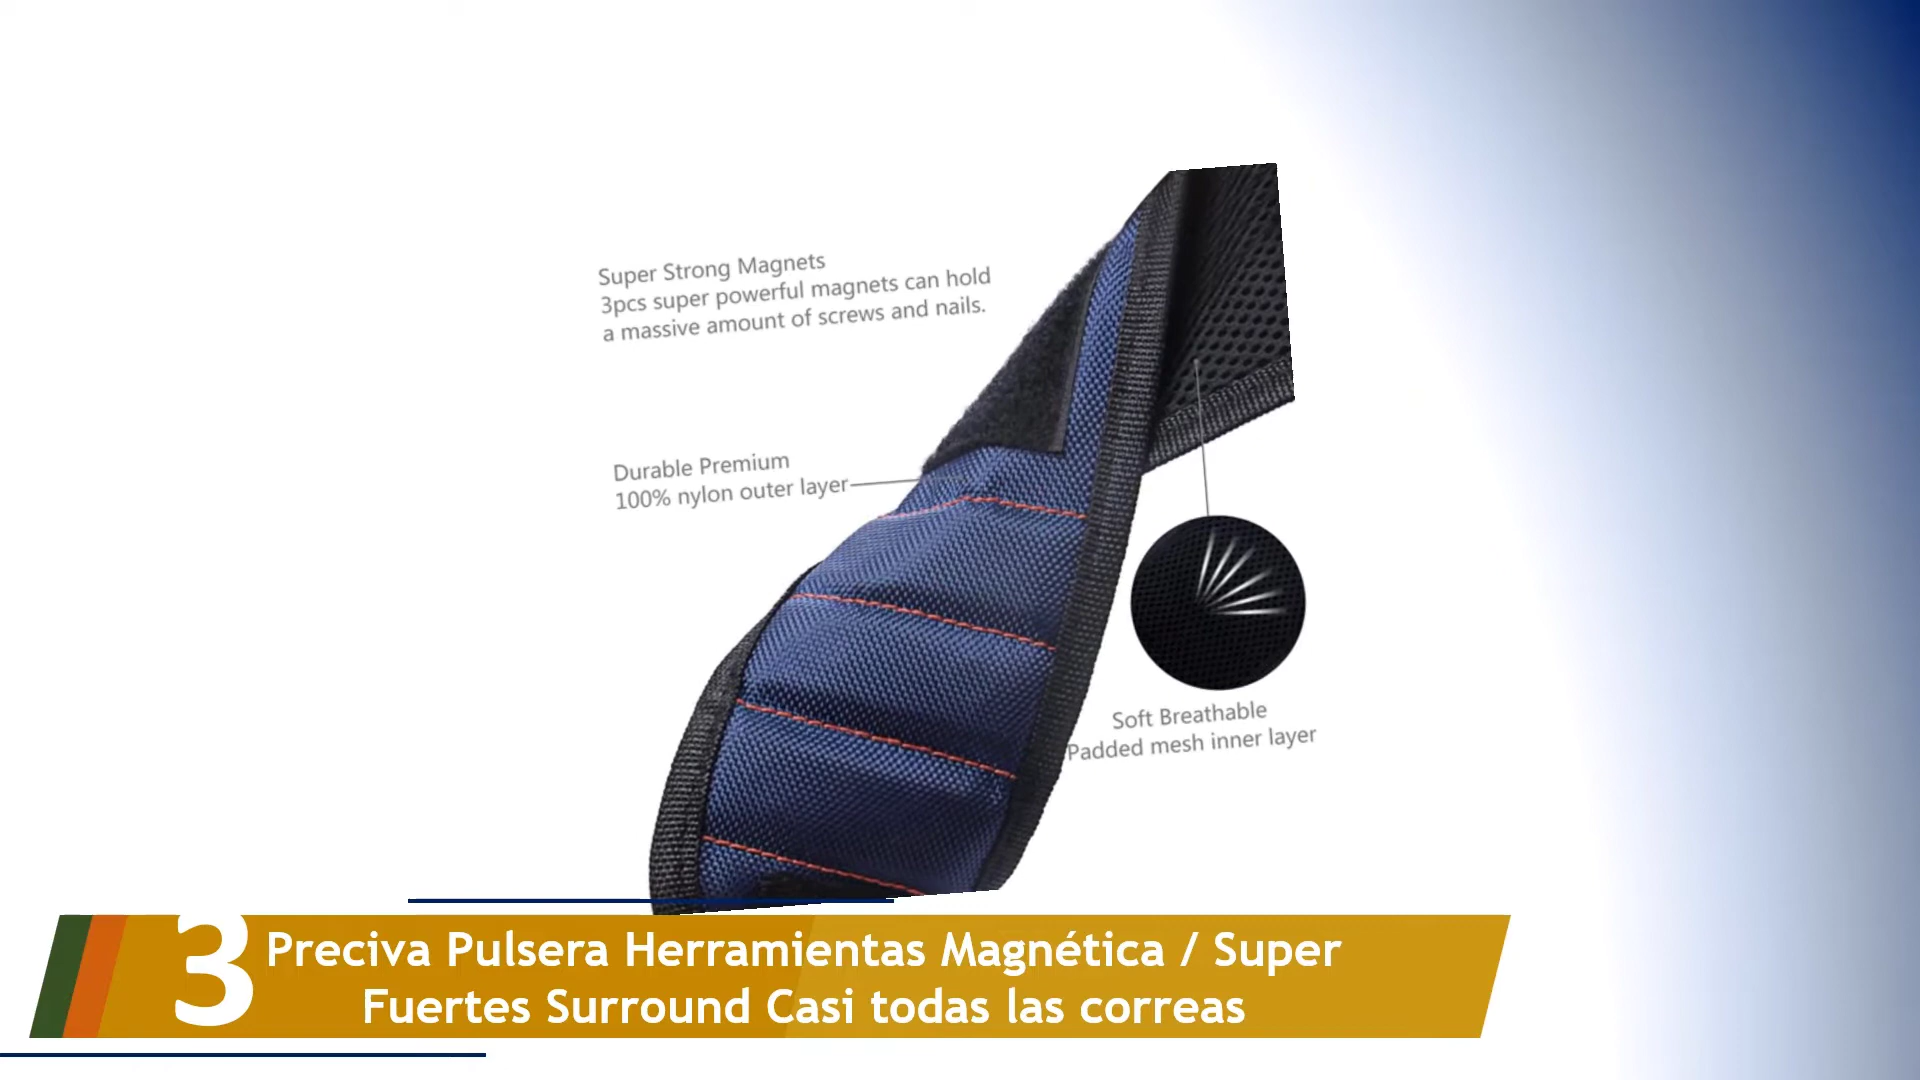 Super Strong Magnets
3pcs super powerful magnets can hold
a massive amount of screws and nails.
Durable Premium
100% nylon outer layer
Soft Breathable
Padded mesh inner layer
3
Preciva Pulsera Herramientas Magnética / Super
Fuertes Surround Casi todas las correas